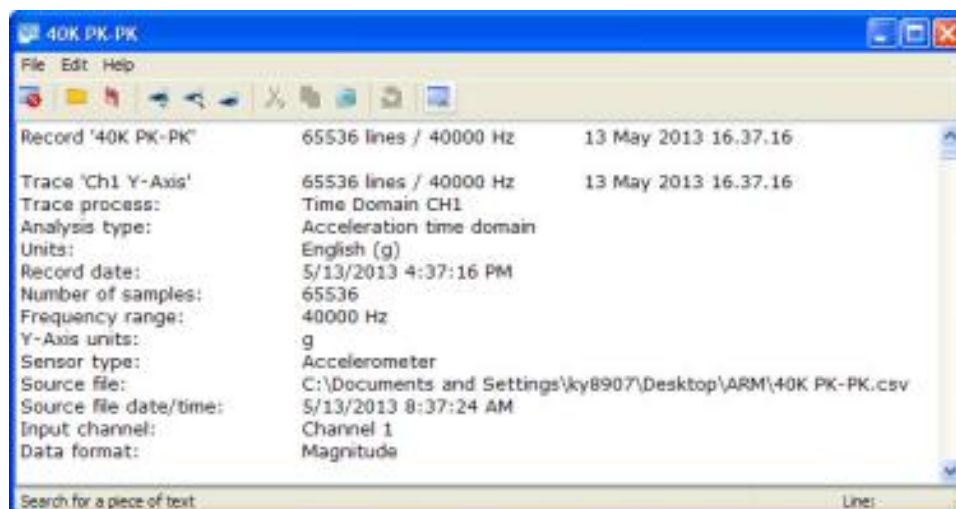 40K PK-PK
File Edit Help
Record '40K PK-PK" 65536 lines / 40000 Hz 13 May 2013 16.37.16
Trace 'Ch1 Y-Axis' 65536 lines / 40000 Hz 13 May 2013 16.37.16
Trace process: Time Domain CH1
Analysis type: Acceleration time domain
Units: English (g)
Record date: 5/13/2013 4:37:16 PM
Number of samples: 65536
Frequency range: 40000 Hz
Y-Axis units: g
Sensor type: Accelerometer
Source file: C:\Documents and Settings\ky8907\Desktop\ARM\40K PK-PK.csv
Source file date/time: 5/13/2013 8:37:24 AM
Input channel: Channel 1
Data format: Magnitude
Search for a piece of text Line: